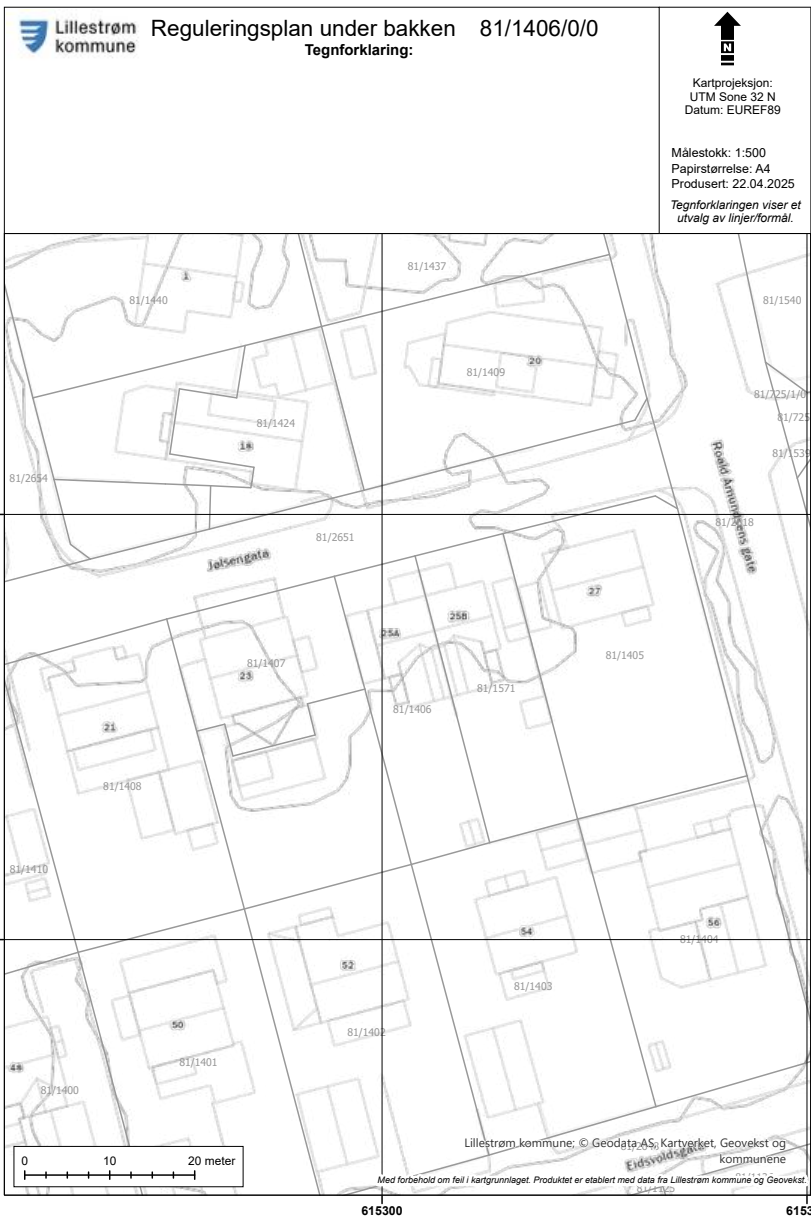 Lillestrøm
kommune
Reguleringsplan under bakken 81/1406/0/0
Tegnforklaring:
N
Kartprojeksjon:
UTM Sone 32 N
Datum: EUREF89
Målestokk: 1:500
Papirstørrelse: A4
Produsert: 22.04.2025
Tegnforklaringen viser et
utvalg av linjer/formål.
81/1437
1
81/1440
81/1540
20
81/1409
81/725/1/0
81/725
81/1424
18
81/1539
81/2654
Roald Amundsens gate
81/2651
Jølsengata
27
25B
25A
81/1405
81/1407
23
81/1571
81/1406
21
81/1408
81/1410
56
54
81/1404
52
81/1403
50
81/1402
81/1401
48
81/1400
0 10 20 meter
Lillestrøm kommune; © Geodata AS, Kartverket, Geovekst og
kommunene
Eidsvoldsgate
Med forbehold om feil i kartgrunnlaget. Produktet er etablert med data fra Lillestrøm kommune og Geovekst.
615300